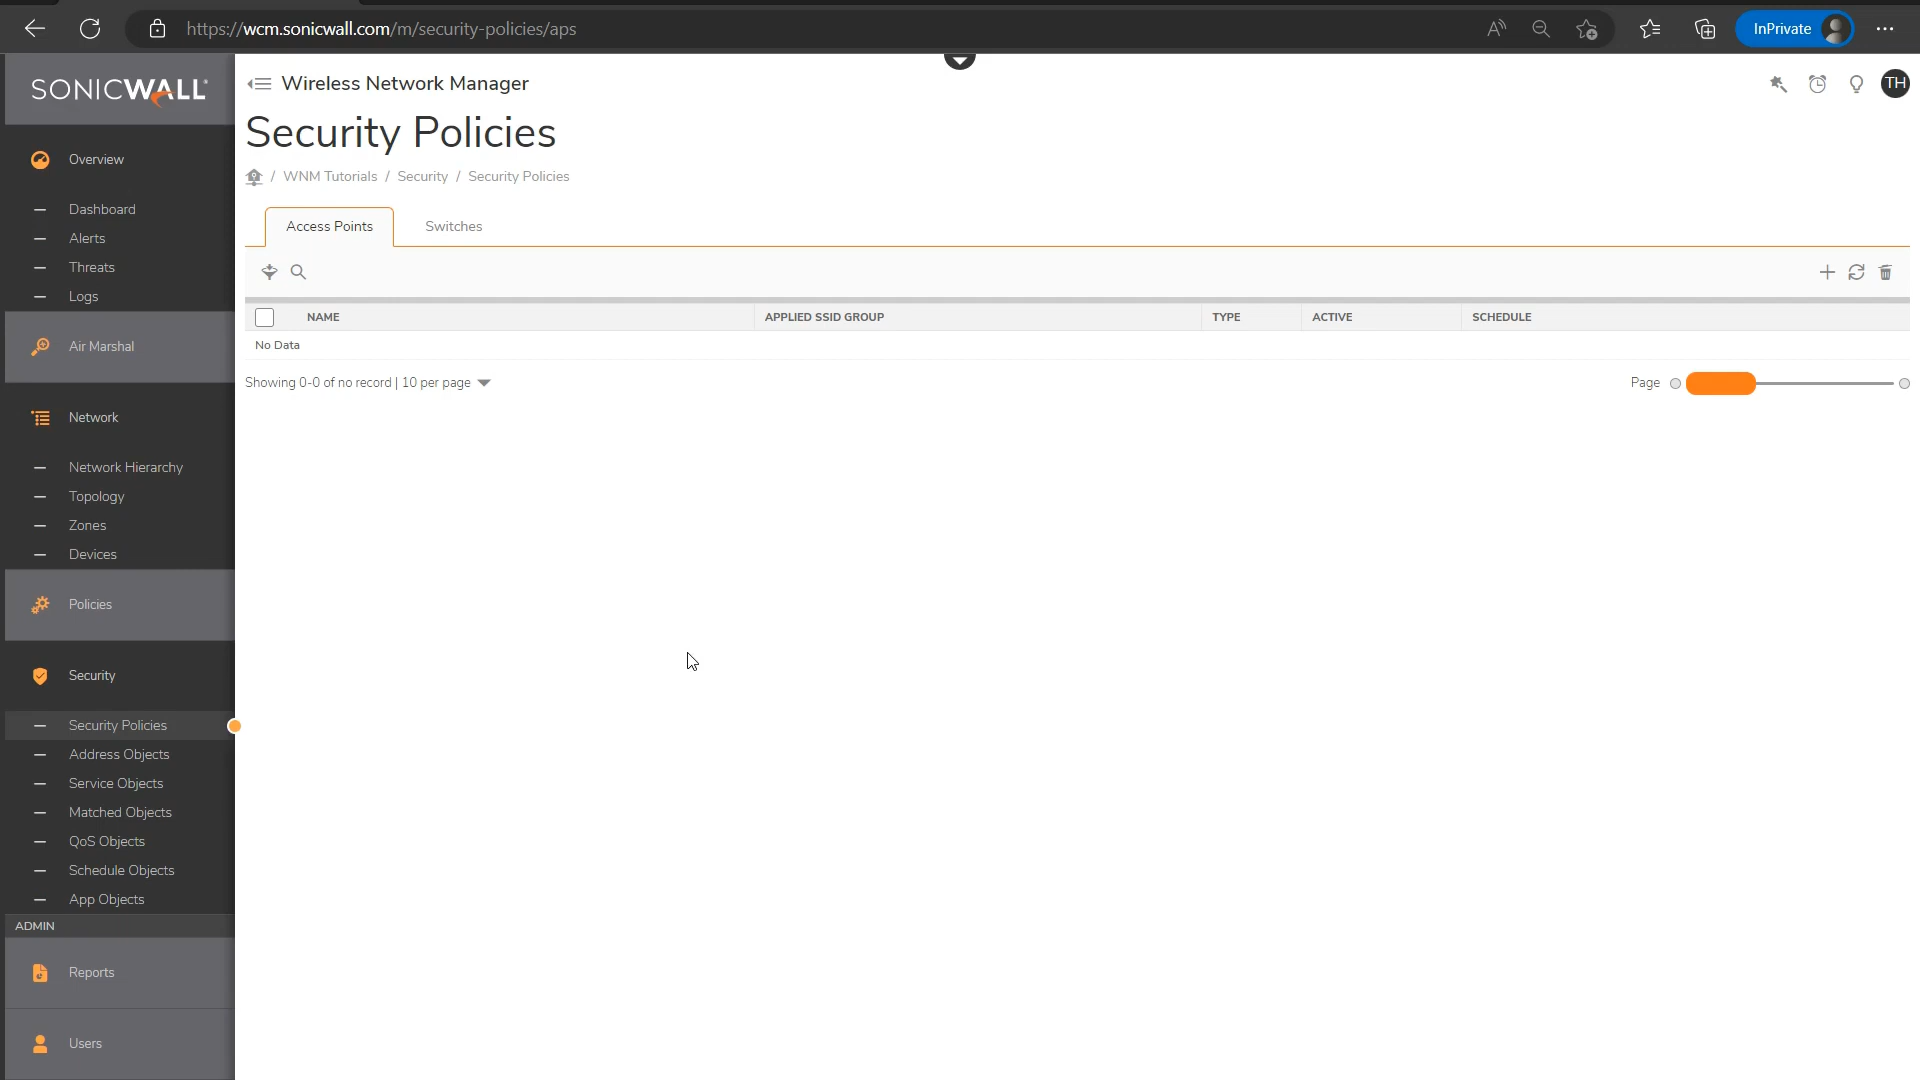 https://wcm.sonicwall.com/m/security-policies/aps
InPrivate
SONICWALL
Wireless Network Manager
TH
Security Policies
/ WNM Tutorials / Security / Security Policies
Access Points
Switches
NAME
APPLIED SSID GROUP
TYPE
ACTIVE
SCHEDULE
No Data
Showing 0-0 of no record | 10 per page
Page
Overview
Dashboard
Alerts
Threats
Logs
Air Marshal
Network
Network Hierarchy
Topology
Zones
Devices
Policies
Security
Security Policies
Address Objects
Service Objects
Matched Objects
QoS Objects
Schedule Objects
App Objects
ADMIN
Reports
Users